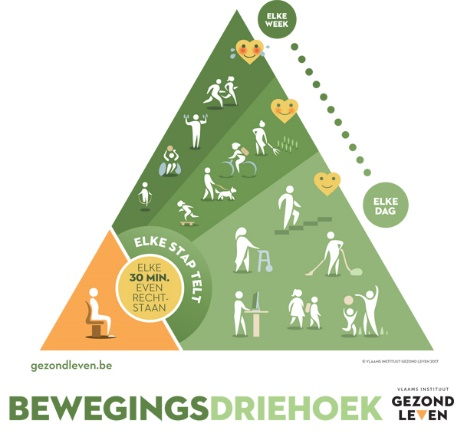 ELKE
WEEK
ELKE
DAG
ELKE STAP TELT
ELKE
30 MIN.
EVEN
RECHT-
STAAN
gezondleven.be
© VLAAMS INSTITUUT GEZOND LEVEN 2017
BEWEGINGSDRIEHOEK
VLAAMS INSTITUUT
GEZOND
LEVEN